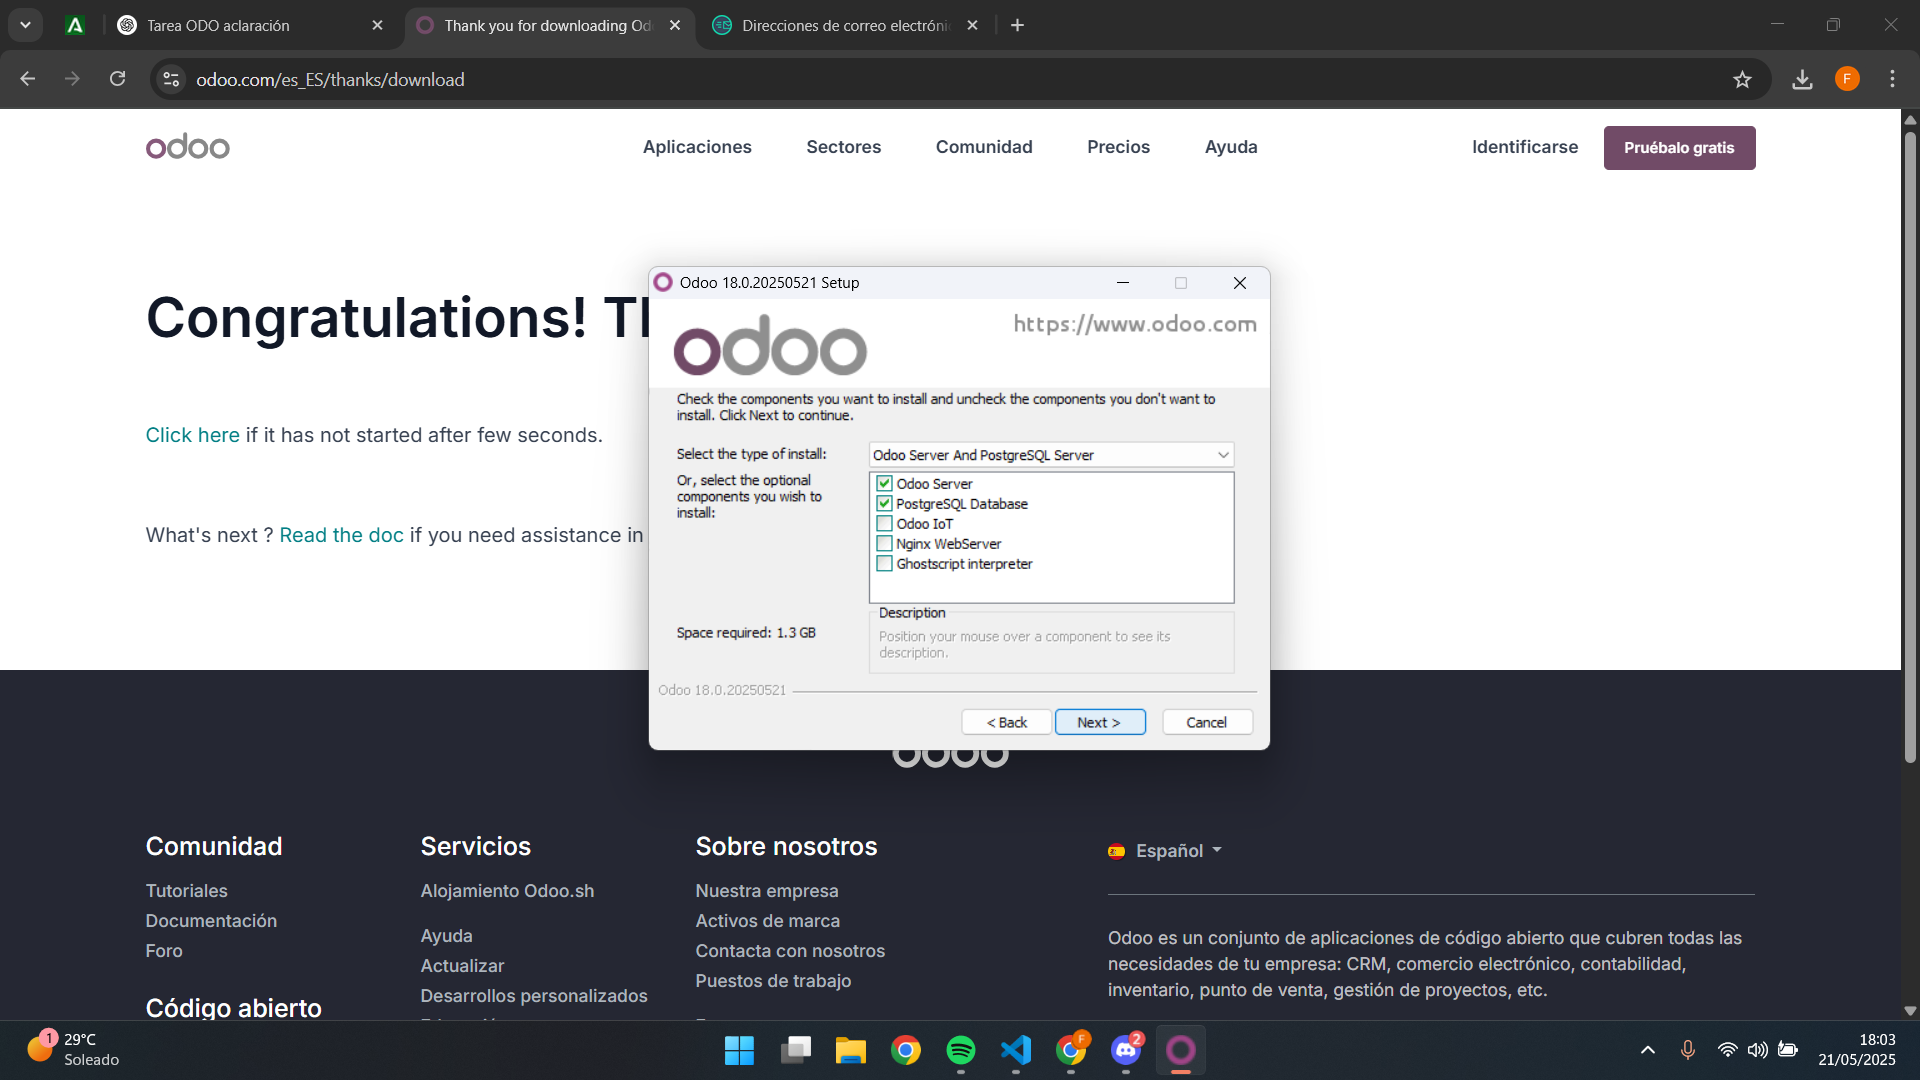 Tarea ODO aclaración
Thank you for downloading Od
Direcciones de correo electróni
odoo.com/es_ES/thanks/download
F
odoo
Aplicaciones
Sectores
Comunidad
Precios
Ayuda
Identificarse
Pruébalo gratis
Congratulations! Th
Click here if it has not started after few seconds.
What's next ? Read the doc if you need assistance in
Odoo 18.0.20250521 Setup
odoo
https://www.odoo.com
Check the components you want to install and uncheck the components you don't want to
install. Click Next to continue.
Select the type of install:
Odoo Server And PostgreSQL Server
Or, select the optional
components you wish to
install:
Odoo Server
PostgreSQL Database
Odoo IoT
Nginx WebServer
Ghostscript interpreter
Space required: 1.3 GB
Description
Position your mouse over a component to see its
description.
Odoo 18.0.20250521
< Back
Next >
Cancel
odoo
Comunidad
Tutoriales
Documentación
Foro
Código abierto
Servicios
Alojamiento Odoo.sh
Ayuda
Actualizar
Desarrollos personalizados
Sobre nosotros
Nuestra empresa
Activos de marca
Contacta con nosotros
Puestos de trabajo
Español
Odoo es un conjunto de aplicaciones de código abierto que cubren todas las
necesidades de tu empresa: CRM, comercio electrónico, contabilidad,
inventario, punto de venta, gestión de proyectos, etc.
1
29°C
Soleado
F
2
18:03
21/05/2025